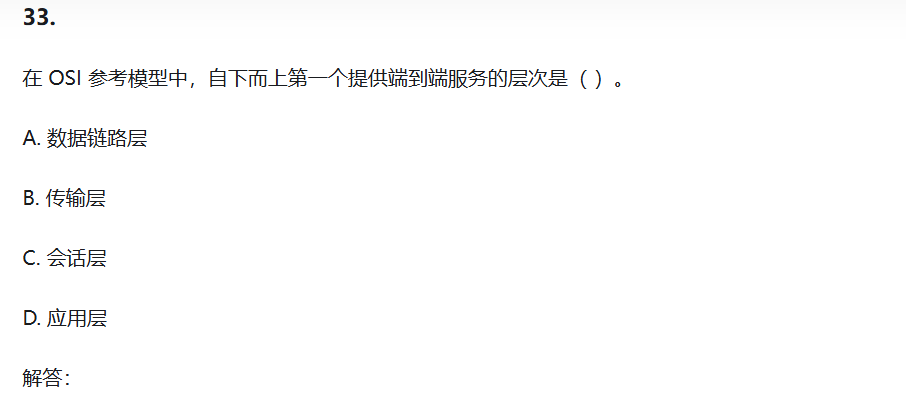 33.
在 OSI 参考模型中，自下而上第一个提供端到端服务的层次是（ ）。
A. 数据链路层
B. 传输层
C. 会话层
D. 应用层
解答：